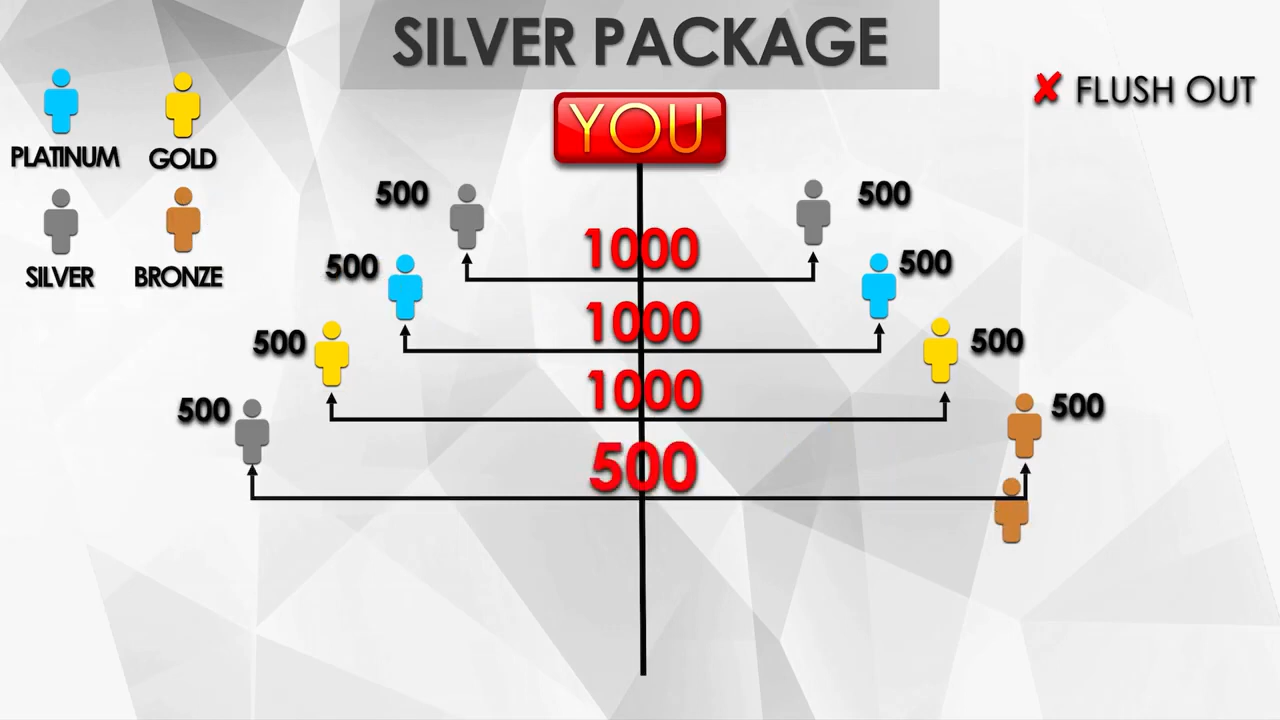 SILVER PACKAGE
✘ FLUSH OUT
YOU
PLATINUM GOLD
SILVER BRONZE
500 500
1000
500 500
1000
500 500
1000
500 500
500